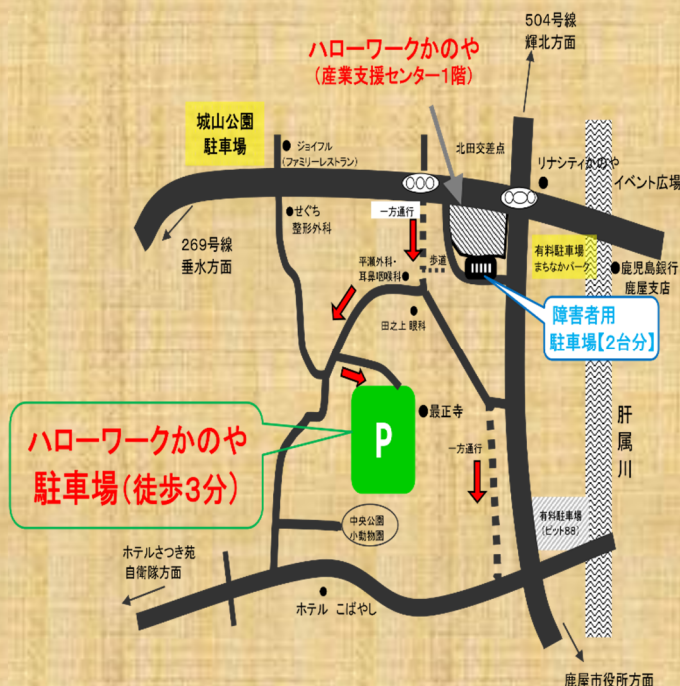 504号線
輝北方面
ハローワークかのや
（産業支援センター1階）
城山公園
駐車場
ジョイフル
(ファミリーレストラン)
北田交差点
リナシティかのや
イベント広場
せぐち
整形外科
一方通行
269号線
垂水方面
平瀬外科・
耳鼻咽喉科
歩道
有料駐車場
まちなかパーク
鹿児島銀行
鹿屋支店
障害者用
駐車場【2台分】
田之上 眼科
ハローワークかのや
駐車場（徒歩3分）
P
最正寺
肝属川
一方通行
中央公園
小動物園
有料駐車場
(ピット88)
ホテルさつき苑
自衛隊方面
ホテル こばやし
鹿屋市役所方面